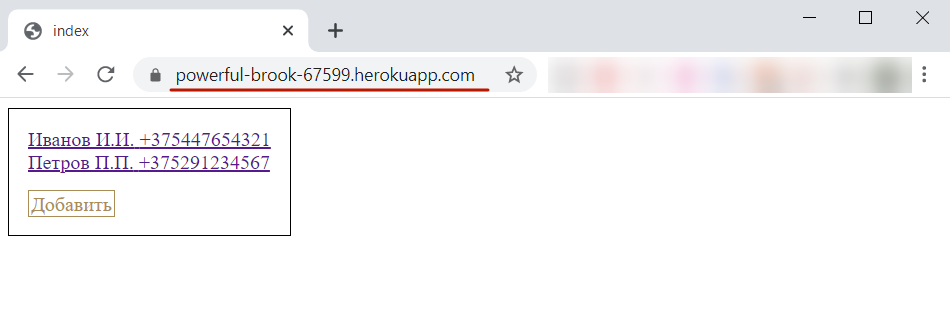 index
powerful-brook-67599.herokuapp.com
Иванов И.И. +375447654321
Петров П.П. +375291234567
Добавить